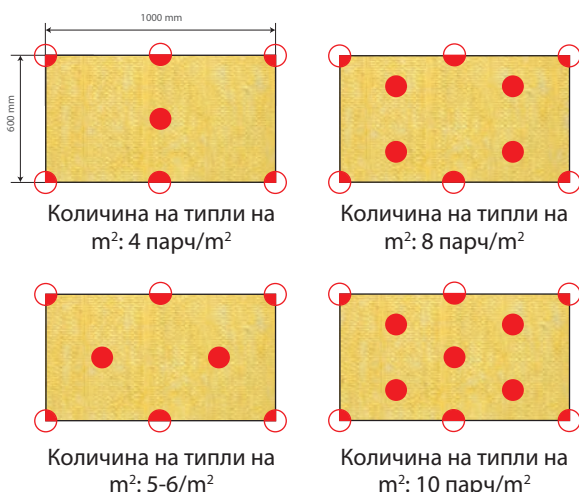 1000 mm
600 mm
Количина на типли на
m²: 4 парч/m²
Количина на типли на
m²: 8 парч/m²
Количина на типли на
m²: 5-6/m²
Количина на типли на
m²: 10 парч/m²